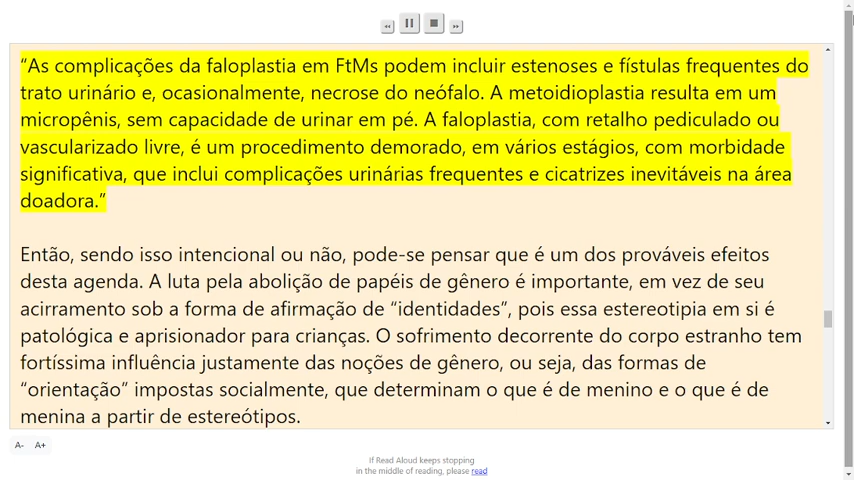 “As complicações da faloplastia em FtMs podem incluir estenoses e fístulas frequentes do
trato urinário e, ocasionalmente, necrose do neófalo. A metoidioplastia resulta em um
micropênis, sem capacidade de urinar em pé. A faloplastia, com retalho pediculado ou
vascularizado livre, é um procedimento demorado, em vários estágios, com morbidade
significativa, que inclui complicações urinárias frequentes e cicatrizes inevitáveis na área
doadora.”
Então, sendo isso intencional ou não, pode-se pensar que é um dos prováveis efeitos
desta agenda. A luta pela abolição de papéis de gênero é importante, em vez de seu
acirramento sob a forma de afirmação de “identidades”, pois essa estereotipia em si é
patológica e aprisionador para crianças. O sofrimento decorrente do corpo estranho tem
fortíssima influência justamente das noções de gênero, ou seja, das formas de
“orientação” impostas socialmente, que determinam o que é de menino e o que é de
menina a partir de estereótipos.
A- A+
If Read Aloud keeps stopping
in the middle of reading, please read